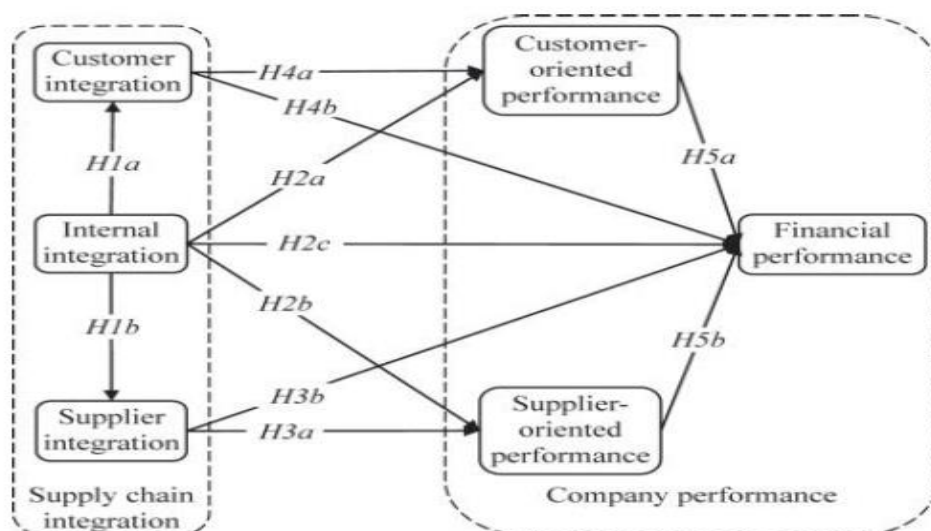 Customer
integration
H1a
Internal
integration
H1b
Supplier
integration
Supply chain
integration
H4a
H4b
H2a
H2c
H2b
H3b
H3a
Customer-
oriented
performance
H5a
Financial
performance
H5b
Supplier-
oriented
performance
Company performance